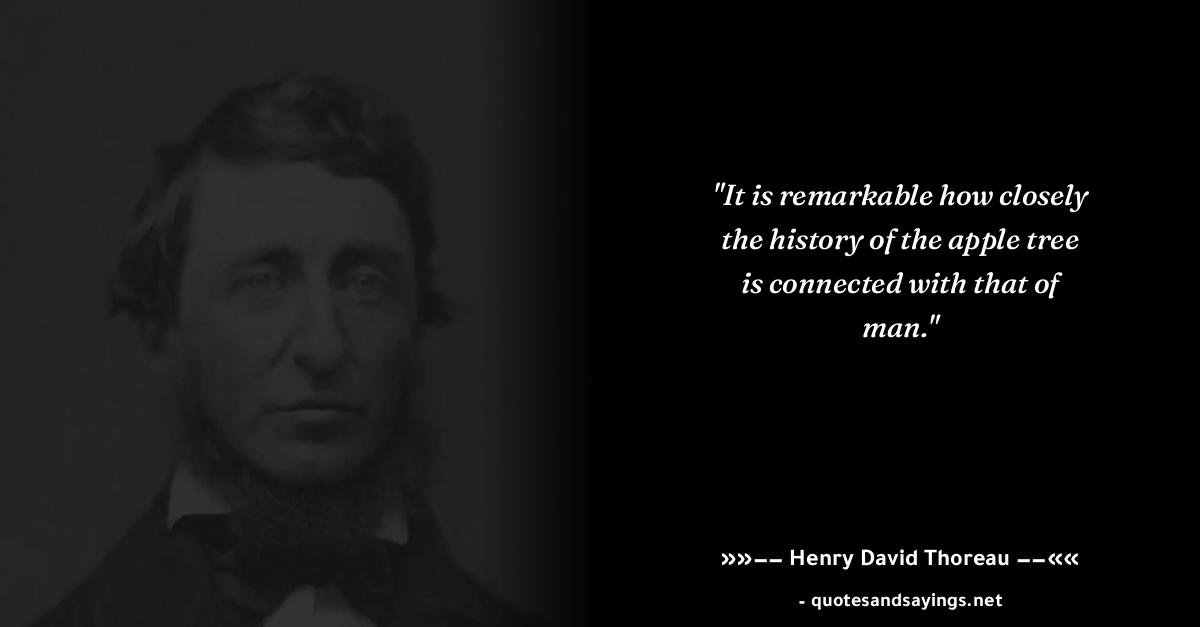 "It is remarkable how closely
the history of the apple tree
is connected with that of
man."
»»−− Henry David Thoreau −−««
- quotesandsayings.net